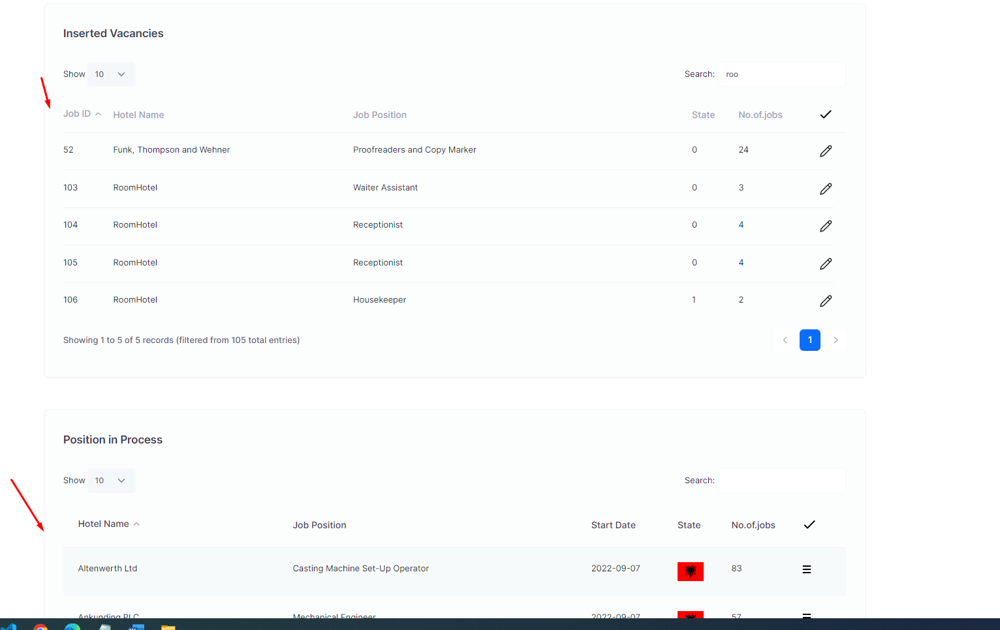 Inserted Vacancies
Show 10 Search: roo
Job ID Hotel Name Job Position State No.of.jobs
52 Funk, Thompson and Wehner Proofreaders and Copy Marker 0 24
103 RoomHotel Waiter Assistant 0 3
104 RoomHotel Receptionist 0 4
105 RoomHotel Receptionist 0 4
106 RoomHotel Housekeeper 1 2
Showing 1 to 5 of 5 records (filtered from 105 total entries) 1
Position in Process
Show 10 Search:
Hotel Name Job Position Start Date State No.of.jobs
Altenwerth Ltd Casting Machine Set-Up Operator 2022-09-07 83
Ankunding PLC Mechanical Engineer 2022-09-07 57